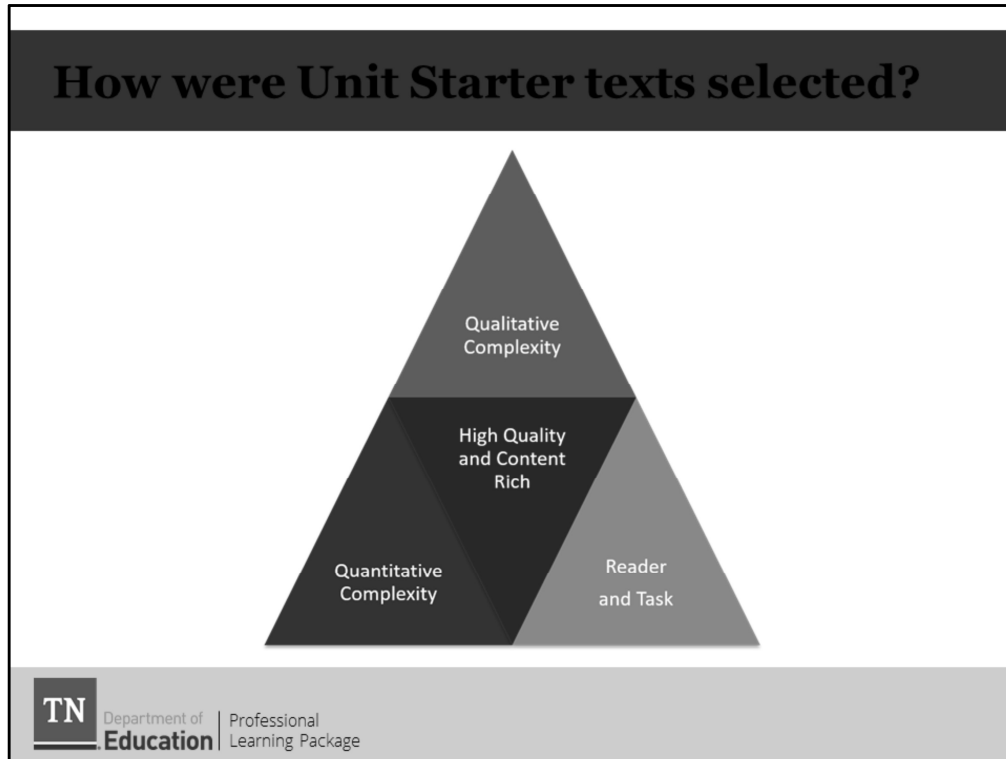 How were Unit Starter texts selected?
Qualitative
Complexity
High Quality
and Content
Rich
Quantitative
Complexity
Reader
and Task
TN
Department of
Education
Professional
Learning Package